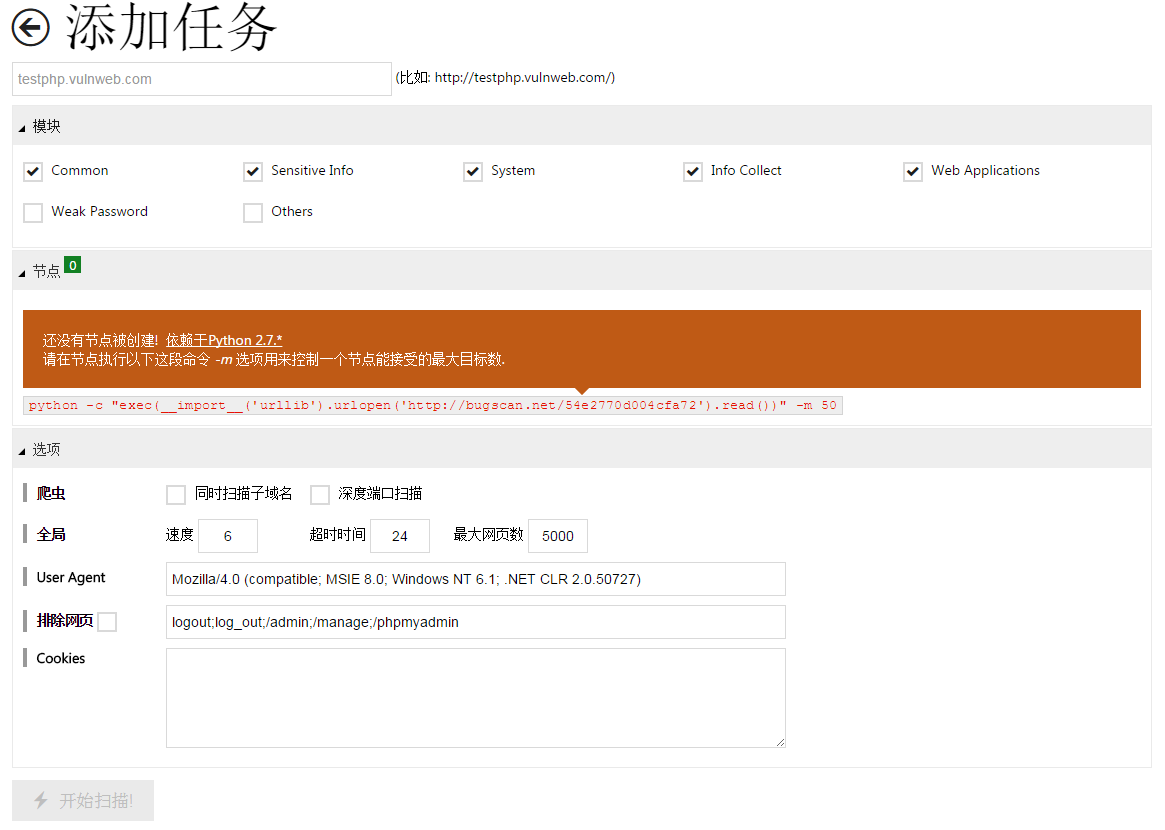 添加任务
testphp.vulnweb.com (比如: http://testphp.vulnweb.com/)
模块
Common Sensitive Info System Info Collect Web Applications
Weak Password Others
节点 0
还没有节点被创建! 依赖于Python 2.7.*
请在节点执行以下这段命令 -m 选项用来控制一个节点能接受的最大目标数.
python -c "exec(__import__('urllib').urlopen('http://bugscan.net/54e2770d004cfa72').read())" -m 50
选项
爬虫 同时扫描子域名 深度端口扫描
全局 速度 6 超时时间 24 最大网页数 5000
User Agent Mozilla/4.0 (compatible; MSIE 8.0; Windows NT 6.1; .NET CLR 2.0.50727)
排除网页 logout;log_out;/admin;/manage;/phpmyadmin
Cookies
开始扫描!